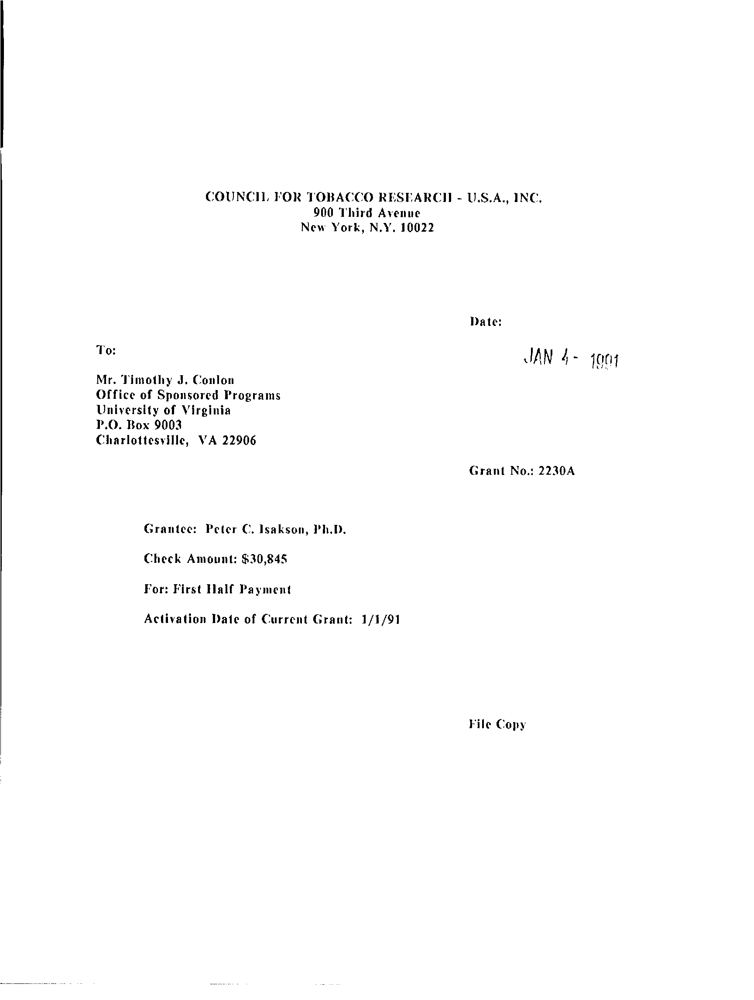 COUNCIL FOR TOBACCO RESEARCH - U.S.A., INC.
900 Third Avenue
New York, N.Y. 10022
Date:
JAN 4 - 1991
To:
Mr. Timothy J. Conlon
Office of Sponsored Programs
University of Virginia
P.O. Box 9003
Charlottesville, VA 22906
Grant No.: 2230A
Grantee: Peter C. Isakson, Ph.D.
Check Amount: $30,845
For: First Half Payment
Activation Date of Current Grant: 1/1/91
File Copy